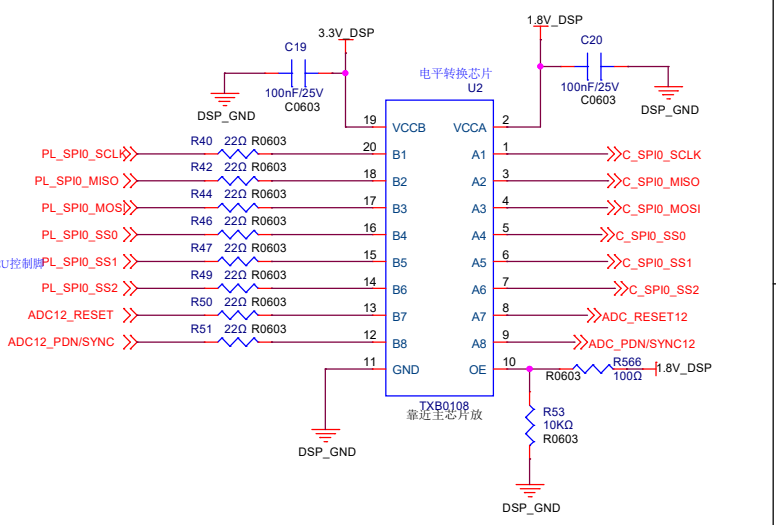 1.8V_DSP
3.3V_DSP
C19
C20
电平转换芯片
U2
100nF/25V
C0603
100nF/25V
C0603
DSP_GND
DSP_GND
19 VCCB VCCA 2
PL_SPI0_SCLK R40 22Ω R0603 20 B1 A1 1 C_SPI0_SCLK
PL_SPI0_MISO R42 22Ω R0603 18 B2 A2 3 C_SPI0_MISO
PL_SPI0_MOSI R44 22Ω R0603 17 B3 A3 4 C_SPI0_MOSI
PL_SPI0_SS0 R46 22Ω R0603 16 B4 A4 5 C_SPI0_SS0
U控制脚 PL_SPI0_SS1 R47 22Ω R0603 15 B5 A5 6 C_SPI0_SS1
PL_SPI0_SS2 R49 22Ω R0603 14 B6 A6 7 C_SPI0_SS2
ADC12_RESET R50 22Ω R0603 13 B7 A7 8 ADC_RESET12
ADC12_PDN/SYNC R51 22Ω R0603 12 B8 A8 9 ADC_PDN/SYNC12
11 GND OE 10 R566 1.8V_DSP
R0603 100Ω
TXB0108
靠近主芯片放
R53
10KΩ
R0603
DSP_GND
DSP_GND